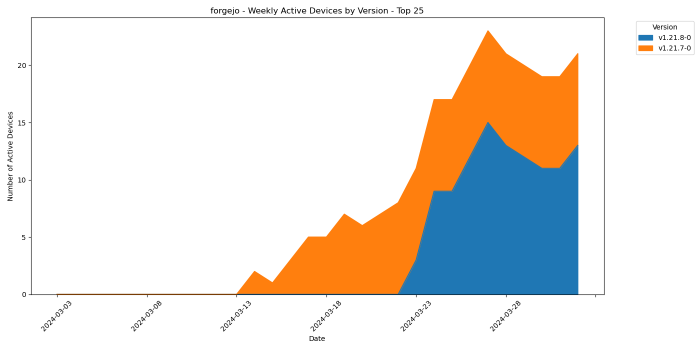 forgejo - Weekly Active Devices by Version - Top 25
Version
v1.21.8-0
v1.21.7-0
Number of Active Devices
20
15
10
5
0
2024-03-03
2024-03-08
2024-03-13
2024-03-18
2024-03-23
2024-03-28
Date